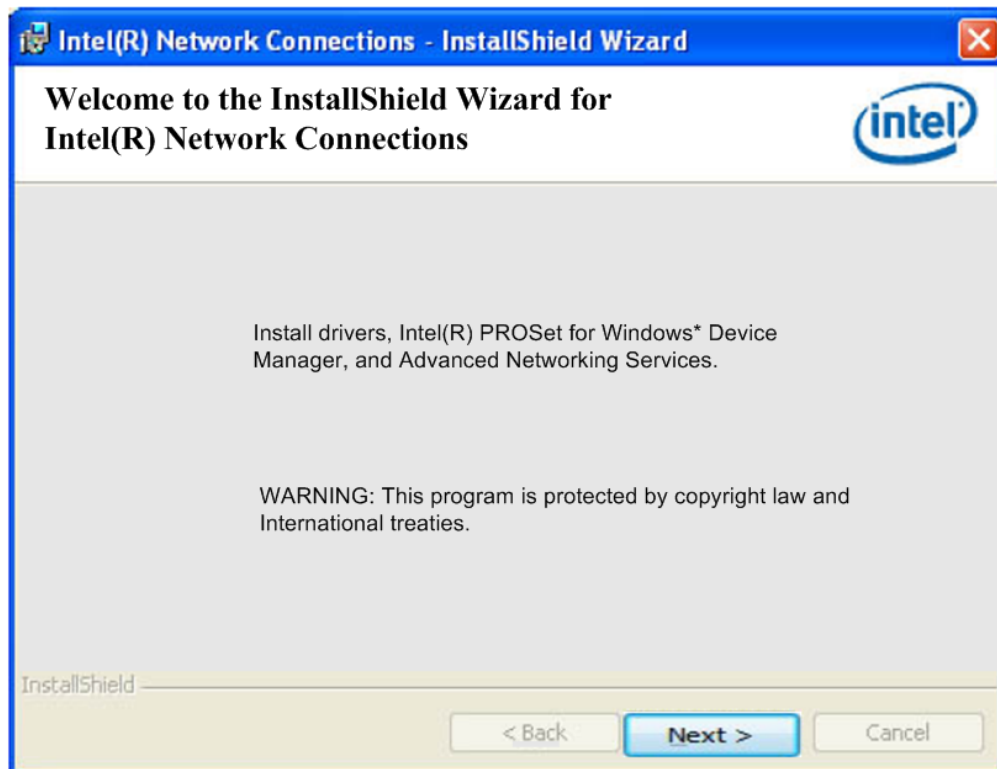 Intel(R) Network Connections - InstallShield Wizard
Welcome to the InstallShield Wizard for
Intel(R) Network Connections
intel
Install drivers, Intel(R) PROSet for Windows* Device
Manager, and Advanced Networking Services.
WARNING: This program is protected by copyright law and
International treaties.
InstallShield
< Back
Next >
Cancel